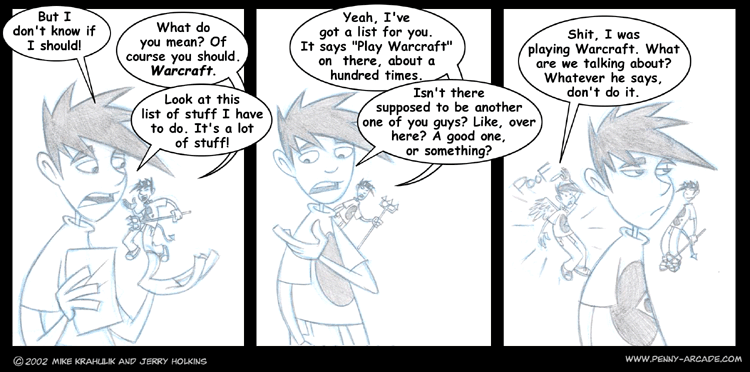 But I
don't know if
I should!
What do
you mean? Of
course you should.
Warcraft.
Look at this
list of stuff I have
to do. It's a lot
of stuff!
Yeah, I've
got a list for you.
It says "Play Warcraft"
on there, about a
hundred times.
Isn't there
supposed to be another
one of you guys? Like, over
here? A good one,
or something?
Shit, I was
playing Warcraft. What
are we talking about?
Whatever he says,
don't do it.
POOF
© 2002 MIKE KRAHULIK AND JERRY HOLKINS
WWW.PENNY-ARCADE.COM